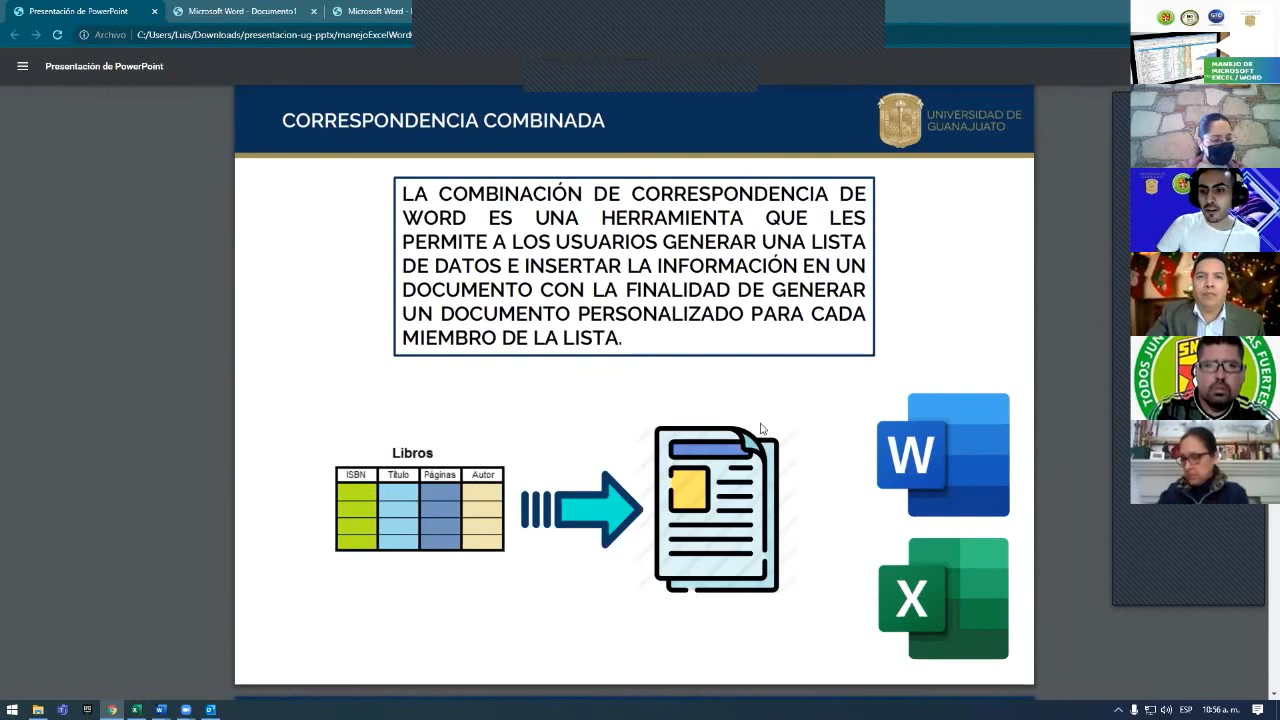 Presentación de PowerPoint
Microsoft Word - Documento1
Microsoft Word -
Archivo
C:/Users/Luis/Downloads/presentacion-ug-pptx/manejoExcelWord
Presentación de PowerPoint
MANEJO DE
MICROSOFT
EXCEL / WORD
CORRESPONDENCIA COMBINADA
UNIVERSIDAD DE
GUANAJUATO
LA COMBINACIÓN DE CORRESPONDENCIA DE
WORD ES UNA HERRAMIENTA QUE LES
PERMITE A LOS USUARIOS GENERAR UNA LISTA
DE DATOS E INSERTAR LA INFORMACIÓN EN UN
DOCUMENTO CON LA FINALIDAD DE GENERAR
UN DOCUMENTO PERSONALIZADO PARA CADA
MIEMBRO DE LA LISTA.
Libros
ISBN Título Páginas Autor
W
X
TODOS JUN
AS FUERTES
ESP 10:56 a. m.